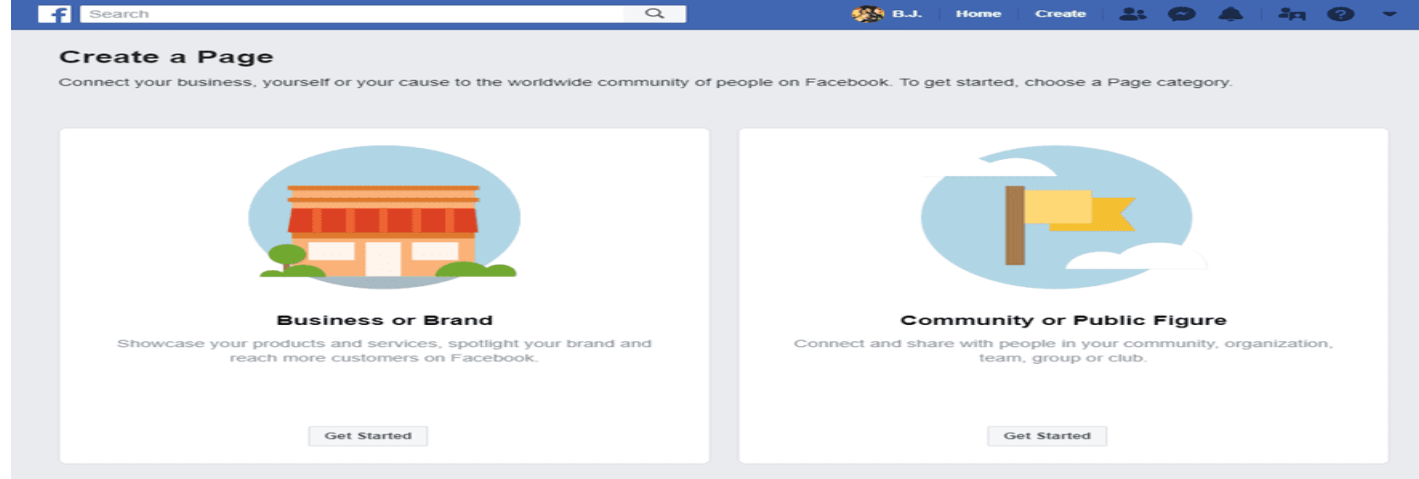 f Search B.J. Home Create
Create a Page
Connect your business, yourself or your cause to the worldwide community of people on Facebook. To get started, choose a Page category.
Business or Brand
Showcase your products and services, spotlight your brand and
reach more customers on Facebook.
Get Started
Community or Public Figure
Connect and share with people in your community, organization,
team, group or club.
Get Started